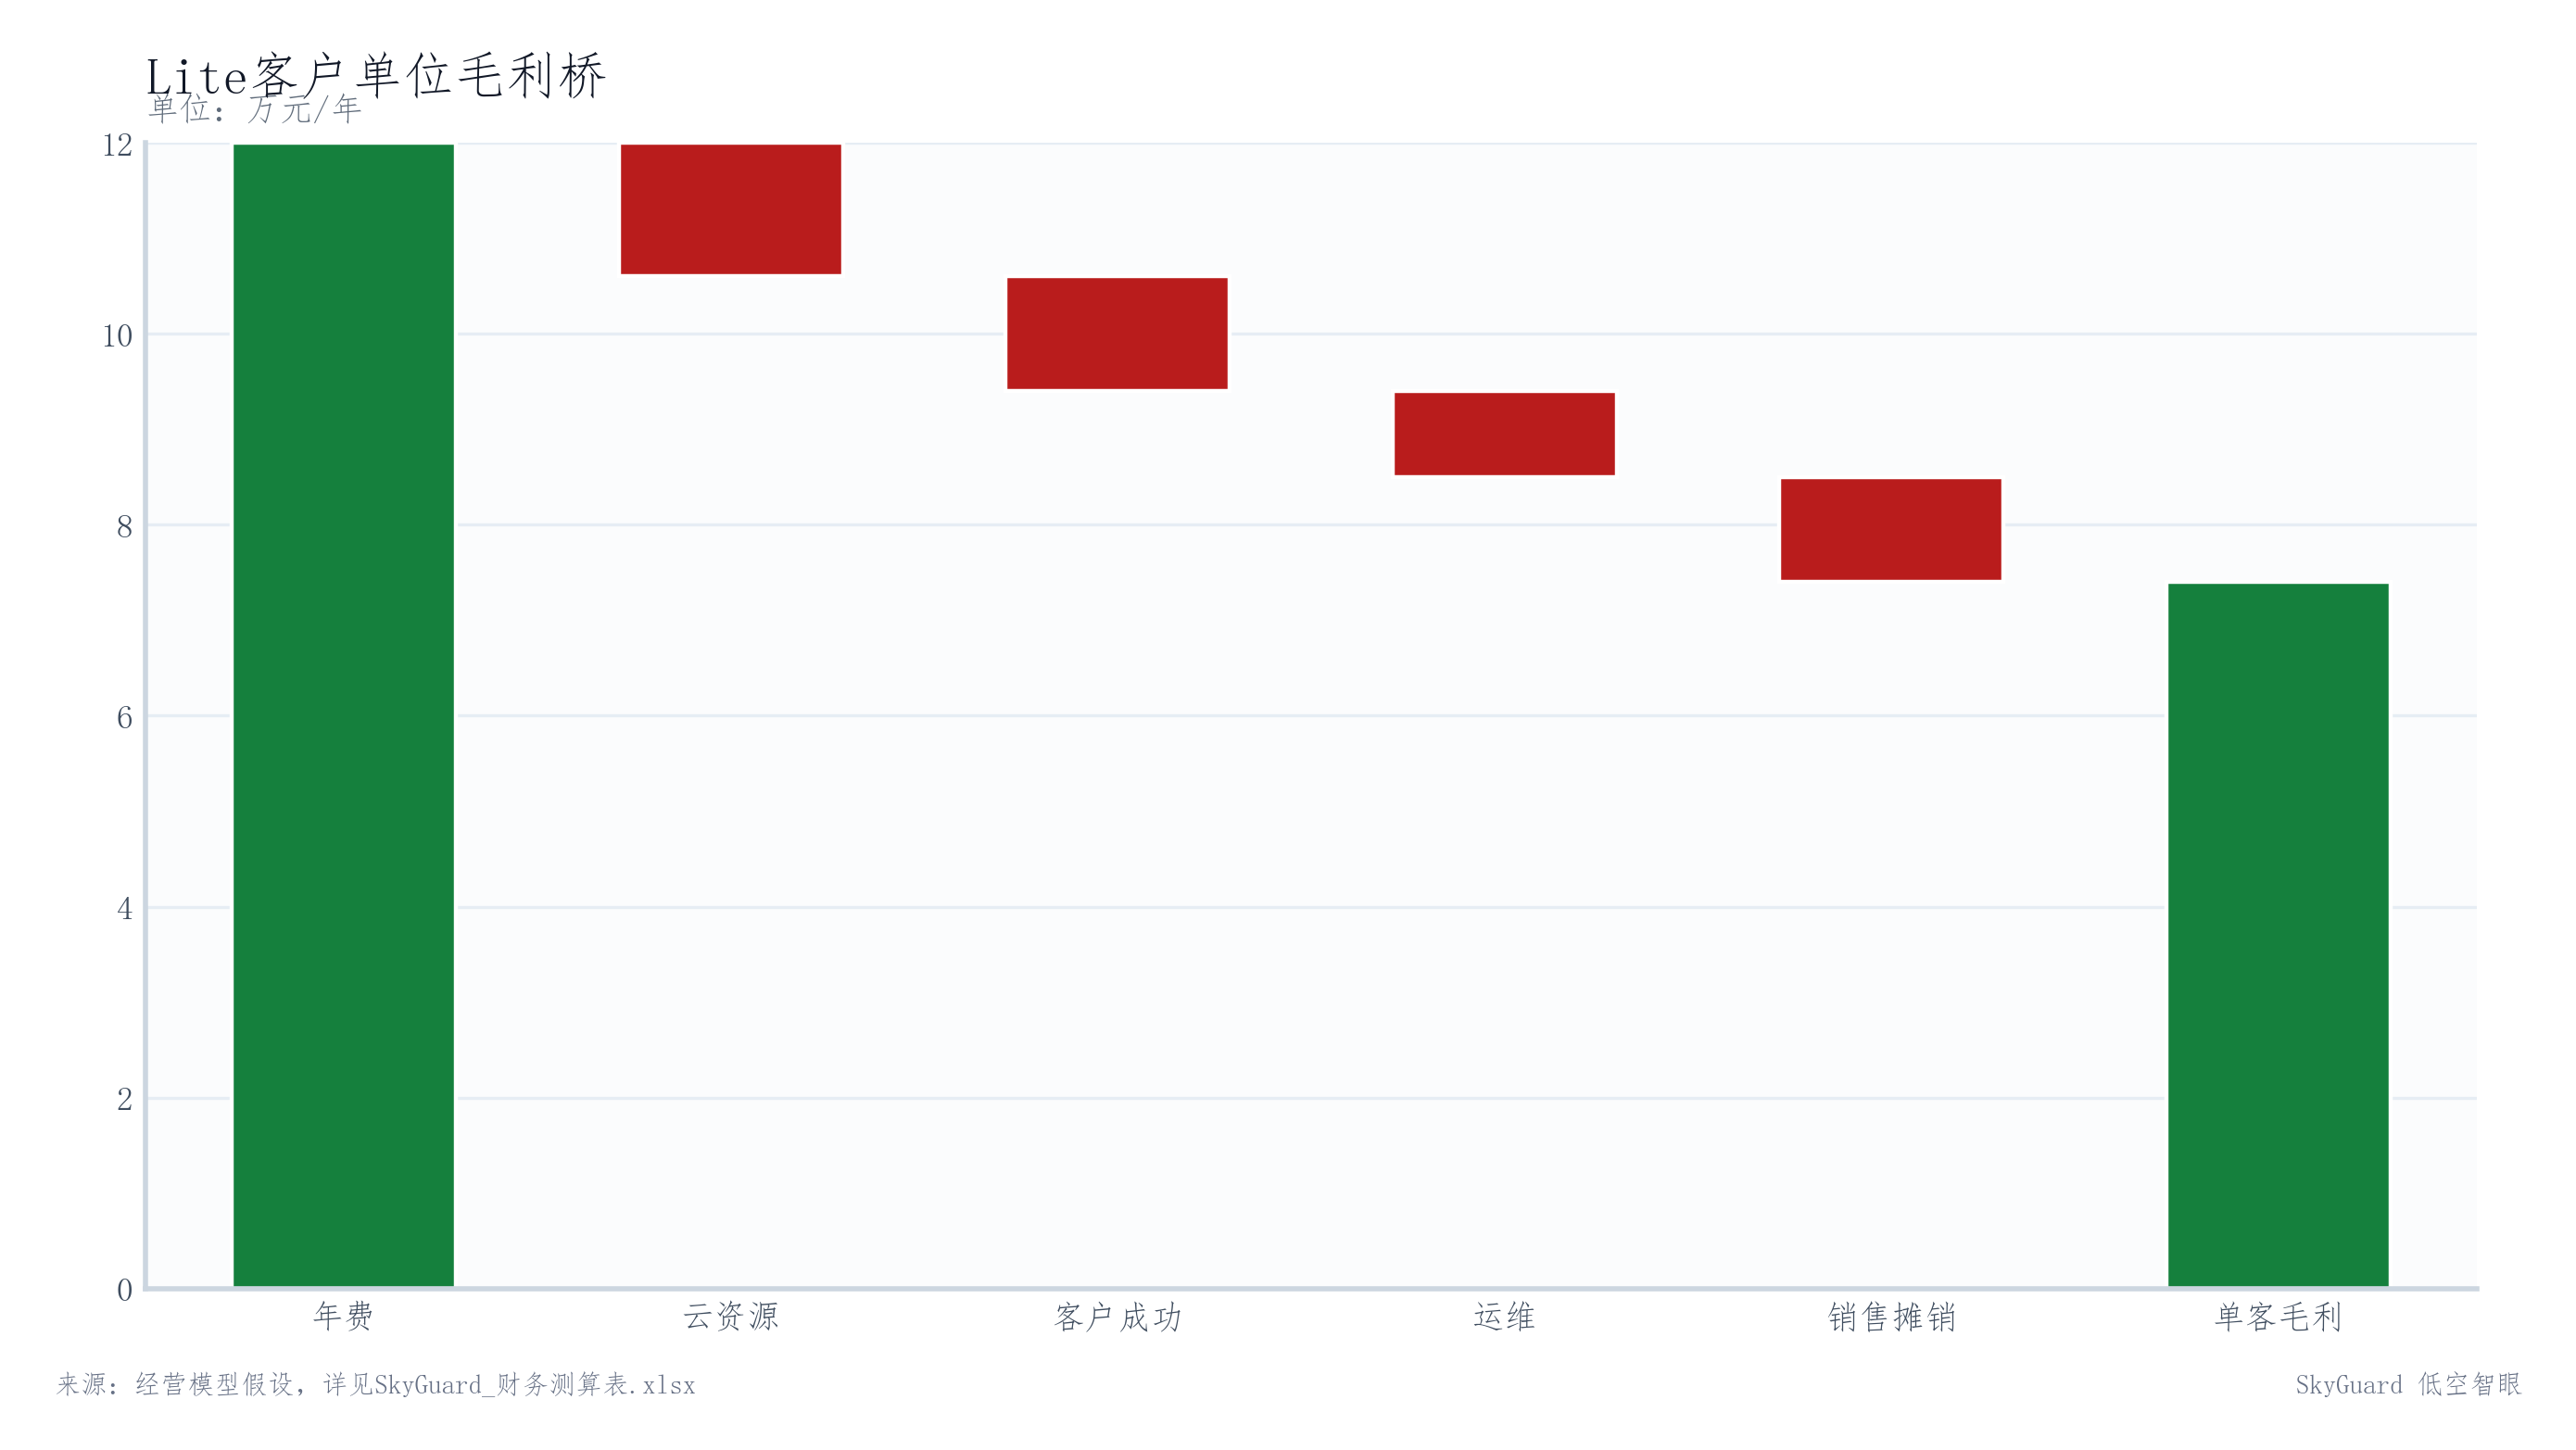 Lite客户单位毛利桥
单位：万元/年
12
10
8
6
4
2
0
年费
云资源
客户成功
运维
销售摊销
单客毛利
来源：经营模型假设，详见SkyGuard_财务测算表.xlsx
SkyGuard 低空智眼